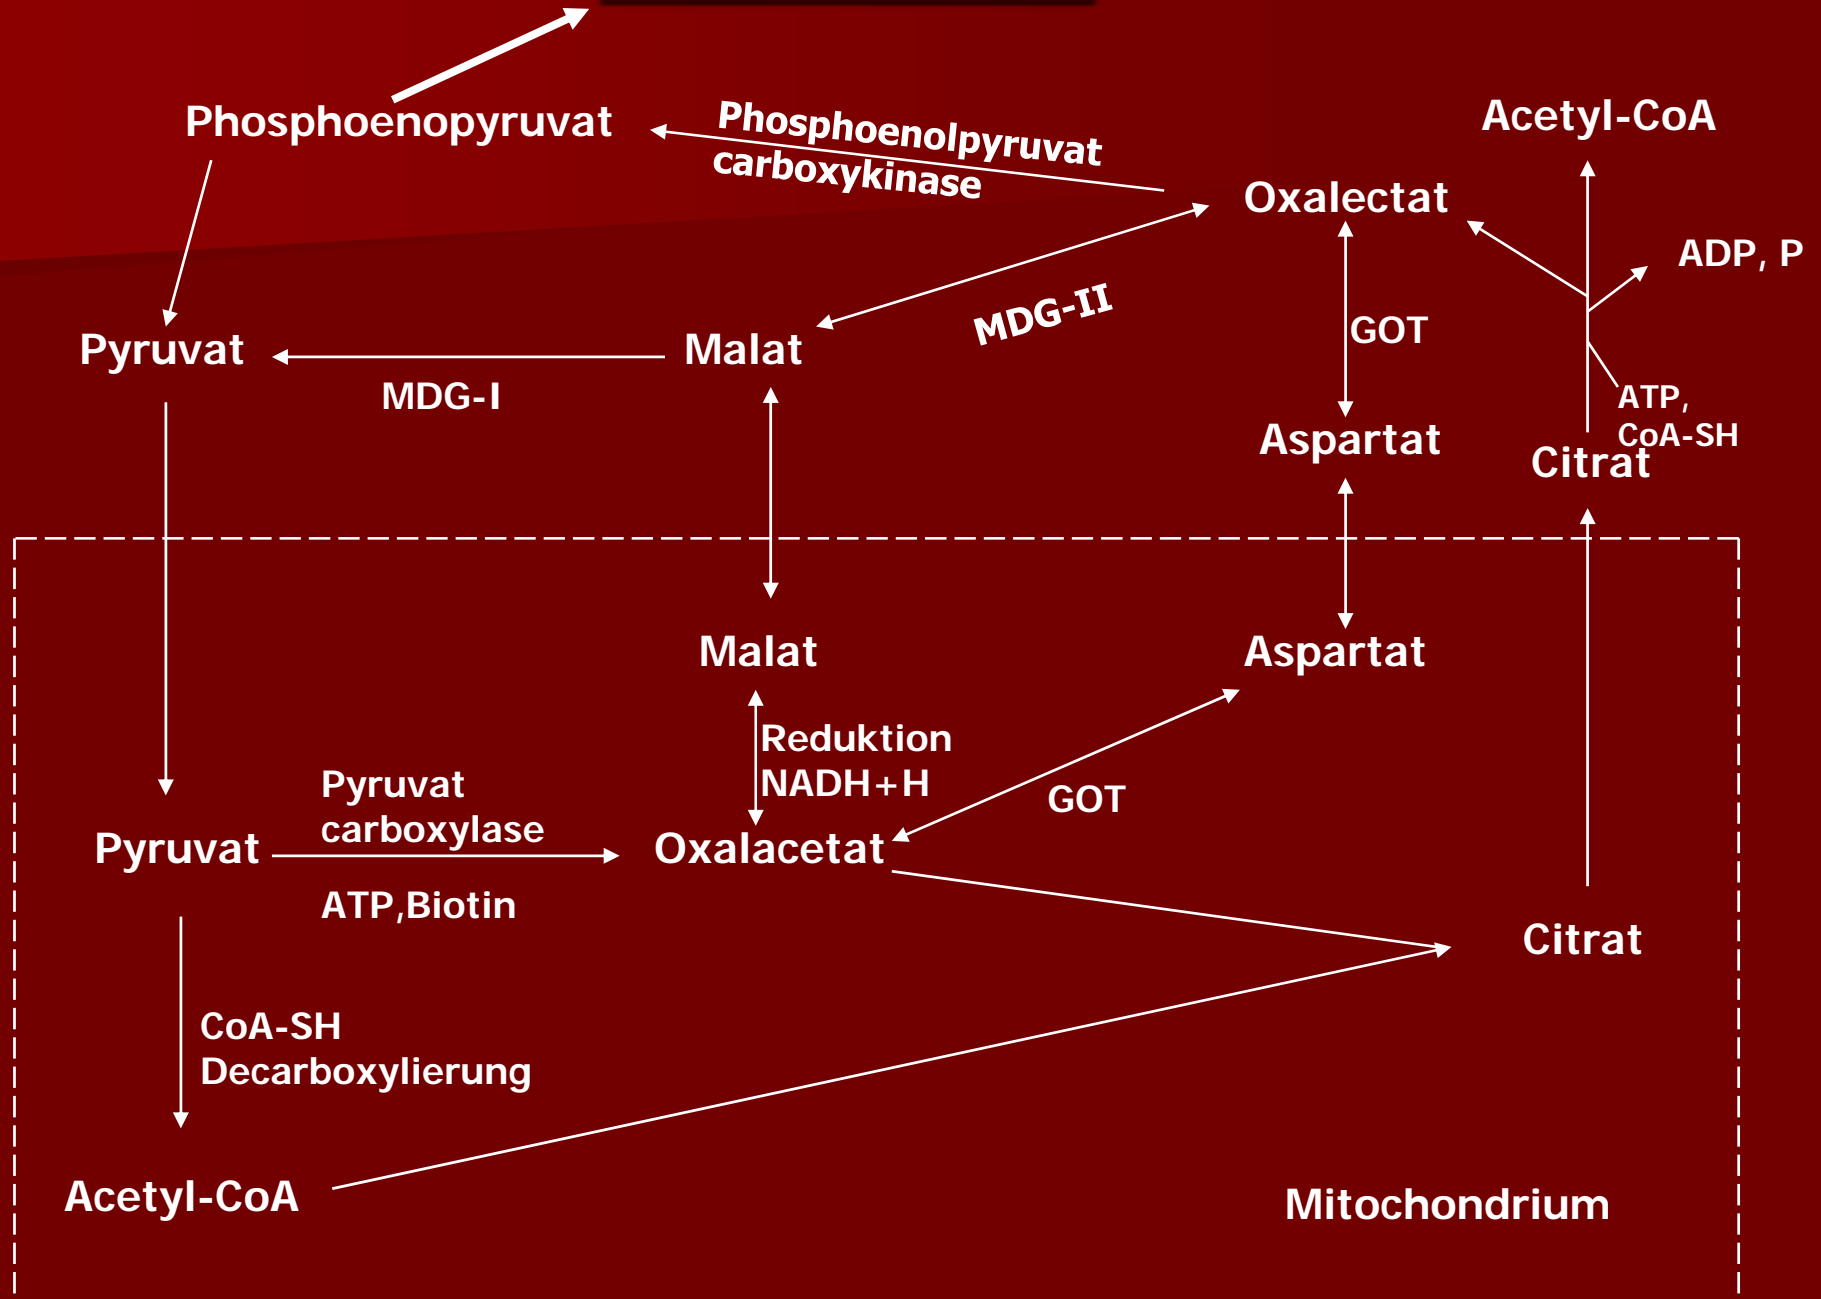 Phosphoenopyruvat
Phosphoenolpyruvat
carboxykinase
Acetyl-CoA
Oxalectat
ADP, P
MDG-II
GOT
Pyruvat
MDG-I
Malat
ATP,
CoA-SH
Aspartat
Citrat
Malat
Aspartat
Reduktion
NADH+H
GOT
Pyruvat
carboxylase
Pyruvat
Oxalacetat
ATP,Biotin
Citrat
CoA-SH
Decarboxylierung
Acetyl-CoA
Mitochondrium